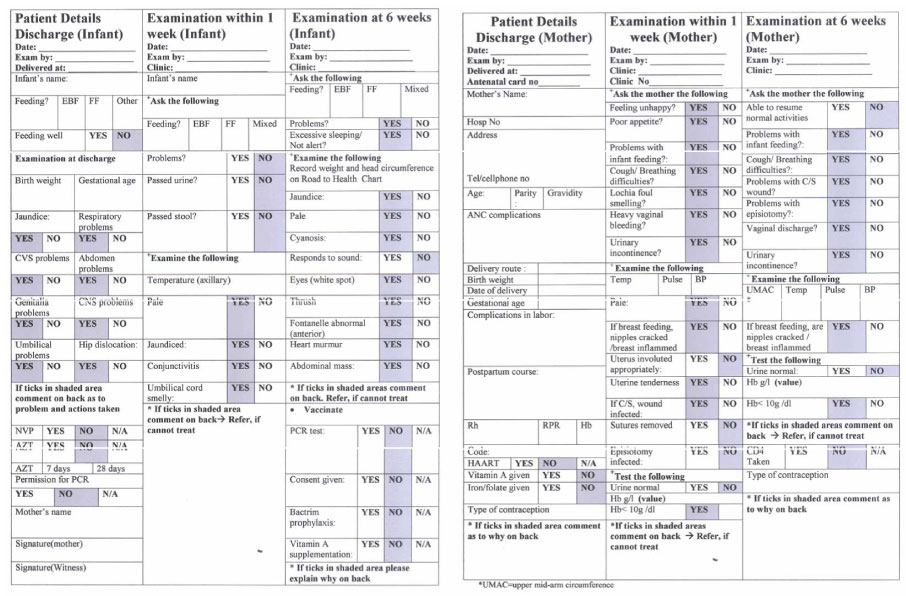 Patient Details
Discharge (Infant)
Date:
Exam by:
Delivered at:
Infant's name:
Feeding? EBF FF Other
Feeding well YES NO
Examination at discharge
Birth weight Gestational age
Jaundice: Respiratory problems
YES NO YES NO
CVS problems Abdomen problems
YES NO YES NO
Genitalia problems CNS problems
YES NO YES NO
Umbilical problems Hip dislocation:
YES NO YES NO
If ticks in shaded area
comment on back as to
problem and actions taken
NVP YES NO N/A
AZT YES NO N/A
AZT 7 days 28 days
Permission for PCR
YES NO N/A
Mother's name
Signature(mother)
Signature(Witness)
Examination within 1
week (Infant)
Date:
Exam by:
Clinic:
Infant's name
+Ask the following
Feeding? EBF FF Mixed
Problems? YES NO
Passed urine? YES NO
Passed stool? YES NO
+Examine the following
Temperature (axillary)
Pale YES NO
Jaundiced: YES NO
Conjunctivitis YES NO
Umbilical cord smelly: YES NO
* If ticks in shaded area
comment on back→ Refer, if
cannot treat
Examination at 6 weeks
(Infant)
Date:
Exam by:
Clinic:
+Ask the following
Feeding? EBF FF Mixed
Problems? YES NO
Excessive sleeping/ YES NO
Not alert?
+Examine the following
Record weight and head circumference
on Road to Health Chart
Jaundice: YES NO
Pale YES NO
Cyanosis: YES NO
Responds to sound: YES NO
Eyes (white spot) YES NO
Thrush YES NO
Fontanelle abnormal YES NO
(anterior)
Heart murmur YES NO
Abdominal mass: YES NO
* If ticks in shaded areas comment
on back. Refer, if cannot treat
• Vaccinate
PCR test: YES NO N/A
Consent given: YES NO N/A
Bactrim YES NO N/A
prophylaxis:
Vitamin A YES NO N/A
supplementation:
* If ticks in shaded area please
explain why on back
Patient Details
Discharge (Mother)
Date:
Exam by:
Delivered at:
Antenatal card no
Mother's Name:
Hosp No
Address
Tel/cellphone no
Age: Parity : Gravidity
ANC complications
Delivery route :
Birth weight
Date of delivery
Gestational age
Complications in labor:
Postpartum course:
Rh RPR Hb
Code:
HAART YES NO N/A
Vitamin A given YES NO
Iron/folate given YES NO
Type of contraception
* If ticks in shaded area comment
as to why on back
Examination within 1
week (Mother)
Date:
Exam by:
Clinic:
Clinic No
+Ask the mother the following
Feeling unhappy? YES NO
Poor appetite? YES NO
Problems with YES NO
infant feeding?:
Cough/ Breathing YES NO
difficulties?
Lochia foul YES NO
smelling?
Heavy vaginal YES NO
bleeding?
Urinary YES NO
incontinence?
+Examine the following
Temp Pulse BP
Pale: YES NO
If breast feeding, YES NO
nipples cracked
/breast inflammed
Uterus involuted YES NO
appropriately:
Uterine tenderness YES NO
If C/S, wound YES NO
infected:
Sutures removed YES NO
Episiotomy YES NO
infected:
+Test the following
Urine normal YES NO
Hb g/l (value)
Hb< 10g /dl YES
*If ticks in shaded areas
comment on back → Refer, if
cannot treat
Examination at 6 weeks
(Mother)
Date:
Exam by:
Clinic:
+Ask the mother the following
Able to resume YES NO
normal activities
Problems with YES NO
infant feeding?:
Cough/ Breathing YES NO
difficulties?:
Problems with C/S YES NO
wound?
Problems with YES NO
episiotomy?:
Vaginal discharge? YES NO
Urinary YES NO
incontinence?:
+Examine the following
UMAC Temp Pulse BP
*
If breast feeding, are YES NO
nipples cracked /
breast inflammed
+Test the following
Urine normal: YES NO
Hb g/l (value)
Hb< 10g /dl YES NO
*If ticks in shaded area comment on
back → Refer, if cannot treat
CD4 YES NO N/A
Taken
Type of contraception
* If ticks in shaded area comment as
to why on back
*UMAC=upper mid-arm circumference